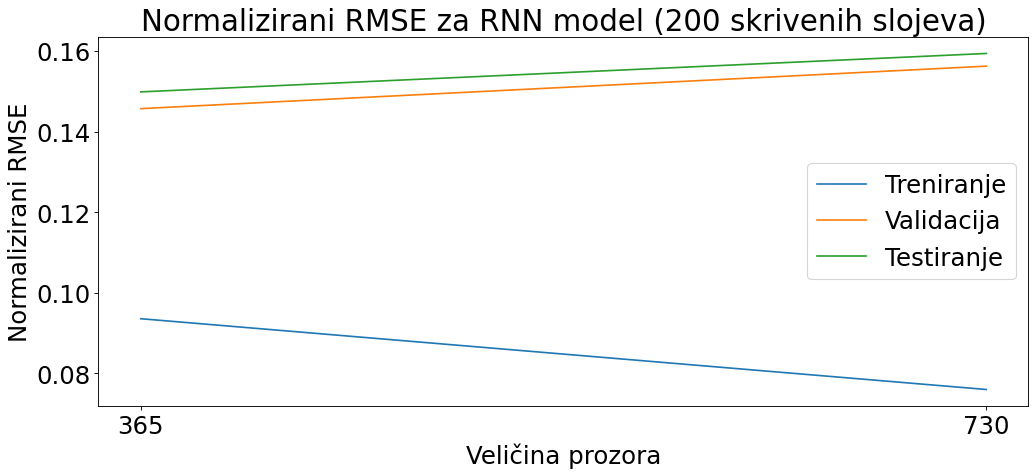 Normalizirani RMSE za RNN model (200 skrivenih slojeva)
Normalizirani RMSE
0.16
0.14
0.12
0.10
0.08
Treniranje
Validacija
Testiranje
365
730
Veličina prozora